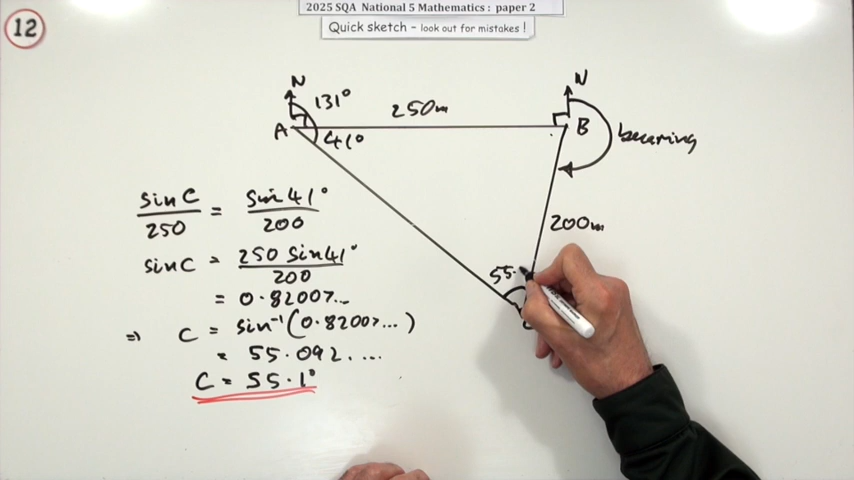 2025 SQA National 5 Mathematics : paper 2
Quick sketch – look out for mistakes !
12
N
131°
250m
N
A
41°
B
bearing
sinC/250 = sin41°/200
200m
sinC = 250 sin41°/200
55.
= 0.82007...
⇒ C = sin⁻¹(0.82007...)
= 55.092....
C = 55.1°